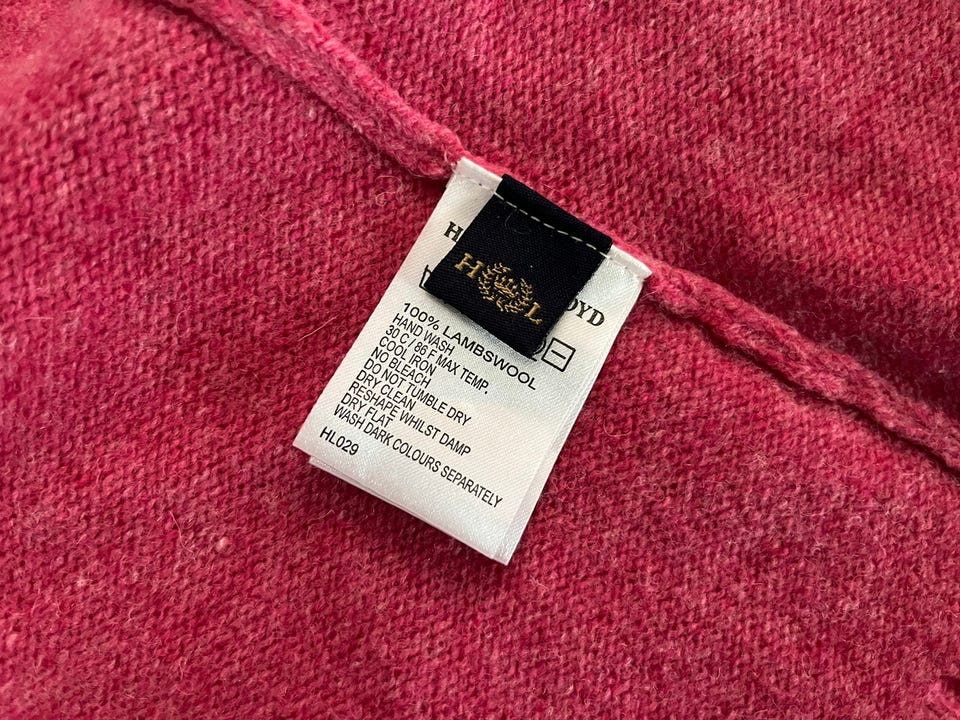 H L
OYD
100% LAMBSWOOL
HAND WASH
30 C / 86 F MAX TEMP.
COOL IRON
NO BLEACH
DO NOT TUMBLE DRY
DRY CLEAN
RESHAPE WHILST DAMP
DRY FLAT
WASH DARK COLOURS SEPARATELY
HL029